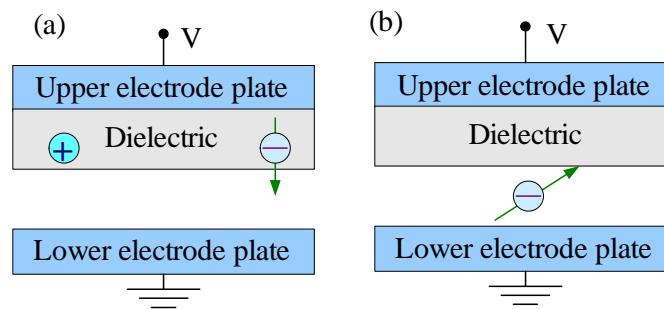 (a)
V
Upper electrode plate
Dielectric
+
−
Lower electrode plate
(b)
V
Upper electrode plate
Dielectric
−
Lower electrode plate